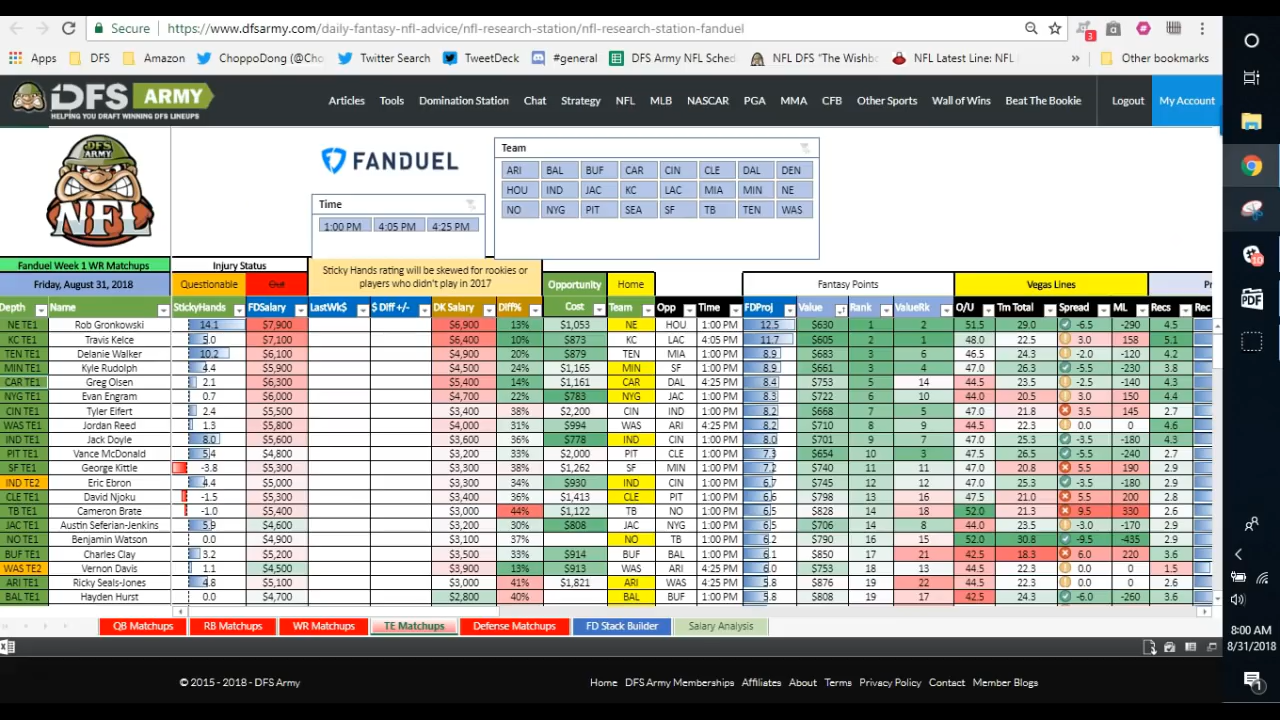 Secure https://www.dfsarmy.com/daily-fantasy-nfl-advice/nfl-research-station/nfl-research-station-fanduel 3
Apps DFS Amazon ChoppoDong (@Cho Twitter Search TweetDeck #general DFS Army NFL Sched NFL DFS "The Wishb NFL Latest Line: NFL » Other bookmarks
DFS ARMY Articles Tools Domination Station Chat Strategy NFL MLB NASCAR PGA MMA CFB Other Sports Wall of Wins Beat The Bookie Logout My Account
HELPING YOU DRAFT WINNING DFS LINEUPS
DFS ARMY
NFL
FANDUEL
Team
ARI BAL BUF CAR CIN CLE DAL DEN
HOU IND JAC KC LAC MIA MIN NE
NO NYG PIT SEA SF TB TEN WAS
Time
1:00 PM 4:05 PM 4:25 PM
Fanduel Week 1 WR Matchups Injury Status Sticky Hands rating will be skewed for rookies or
Friday, August 31, 2018 Questionable Out players who didn't play in 2017 Opportunity Home Fantasy Points Vegas Lines
Depth Name StickyHands FDSalary LastWk$ $ Diff +/- DK Salary Diff% Cost Team Opp Time FDProj Value Rank ValueRk O/U Tm Total Spread ML Recs Rec
NE TE1 Rob Gronkowski 14.1 $7,900 $6,900 13% $1,053 NE HOU 1:00 PM 12.5 $630 1 2 51.5 29.0 -6.5 -290 4.5
KC TE1 Travis Kelce 5.0 $7,100 $6,400 10% $873 KC LAC 4:05 PM 11.7 $605 2 1 48.0 22.5 3.0 158 5.1
TEN TE1 Delanie Walker 10.2 $6,100 $4,900 20% $879 TEN MIA 1:00 PM 8.9 $683 3 6 46.5 24.3 -2.0 -120 4.2
MIN TE1 Kyle Rudolph 4.4 $5,900 $4,500 24% $1,165 MIN SF 1:00 PM 8.9 $661 3 4 47.0 26.3 -5.5 -230 3.8
CAR TE1 Greg Olsen 2.1 $6,300 $5,400 14% $1,161 CAR DAL 4:25 PM 8.4 $753 5 14 44.5 23.5 -2.5 -140 4.3
NYG TE1 Evan Engram 0.7 $6,000 $4,700 22% $783 NYG JAC 1:00 PM 8.3 $722 6 10 44.0 20.5 3.0 150 4.4
CIN TE1 Tyler Eifert 2.4 $5,500 $3,400 38% $2,200 CIN IND 1:00 PM 8.2 $668 7 5 47.0 21.8 3.5 145 2.7
WAS TE1 Jordan Reed 1.3 $5,800 $4,000 31% $994 WAS ARI 4:25 PM 8.2 $710 8 9 44.5 22.3 0.0 0 4.6
IND TE1 Jack Doyle 8.0 $5,600 $3,600 36% $778 IND CIN 1:00 PM 8.0 $701 9 7 47.0 25.3 -3.5 -180 4.3
PIT TE1 Vance McDonald 5.4 $4,800 $3,200 33% $2,000 PIT CLE 1:00 PM 7.3 $654 10 3 47.5 26.5 -5.5 -240 2.7
SF TE1 George Kittle -3.8 $5,300 $3,300 38% $1,262 SF MIN 1:00 PM 7.2 $740 11 11 47.0 20.8 5.5 190 2.9
IND TE2 Eric Ebron 4.4 $5,000 $3,300 34% $930 IND CIN 1:00 PM 6.7 $745 12 12 47.0 25.3 -3.5 -180 2.9
CLE TE1 David Njoku -1.5 $5,300 $3,400 36% $1,413 CLE PIT 1:00 PM 6.6 $798 13 16 47.5 21.0 5.5 200 2.8
TB TE1 Cameron Brate -1.0 $5,400 $3,000 44% $1,122 TB NO 1:00 PM 6.5 $828 14 18 52.0 21.3 9.5 330 2.6
JAC TE1 Austin Seferian-Jenkins 5.9 $4,600 $3,200 30% $808 JAC NYG 1:00 PM 6.5 $706 14 8 44.0 23.5 -3.0 -170 2.9
NO TE1 Benjamin Watson 0.0 $4,900 $3,100 37% NO TB 1:00 PM 6.2 $790 16 15 52.0 30.8 -9.5 -435 2.9
BUF TE1 Charles Clay 3.2 $5,200 $3,500 33% $914 BUF BAL 1:00 PM 6.1 $850 17 21 42.5 18.3 6.0 220 3.6
WAS TE2 Vernon Davis 1.1 $4,500 $3,900 13% $913 WAS ARI 4:25 PM 6.0 $753 18 13 44.5 22.3 0.0 0 1.5
ARI TE1 Ricky Seals-Jones 4.8 $5,100 $3,000 41% $1,821 ARI WAS 4:25 PM 5.8 $876 19 22 44.5 22.3 0.0 0 3.6
BAL TE1 Hayden Hurst 0.0 $4,700 $2,800 40% BAL BUF 1:00 PM 5.8 $808 19 17 42.5 24.3 -6.0 -260 3.6
QB Matchups RB Matchups WR Matchups TE Matchups Defense Matchups FD Stack Builder Salary Analysis
© 2015 - 2018 - DFS Army Home DFS Army Memberships Affiliates About Terms Privacy Policy Contact Member Blogs
10
PDF
8:00 AM
8/31/2018
1